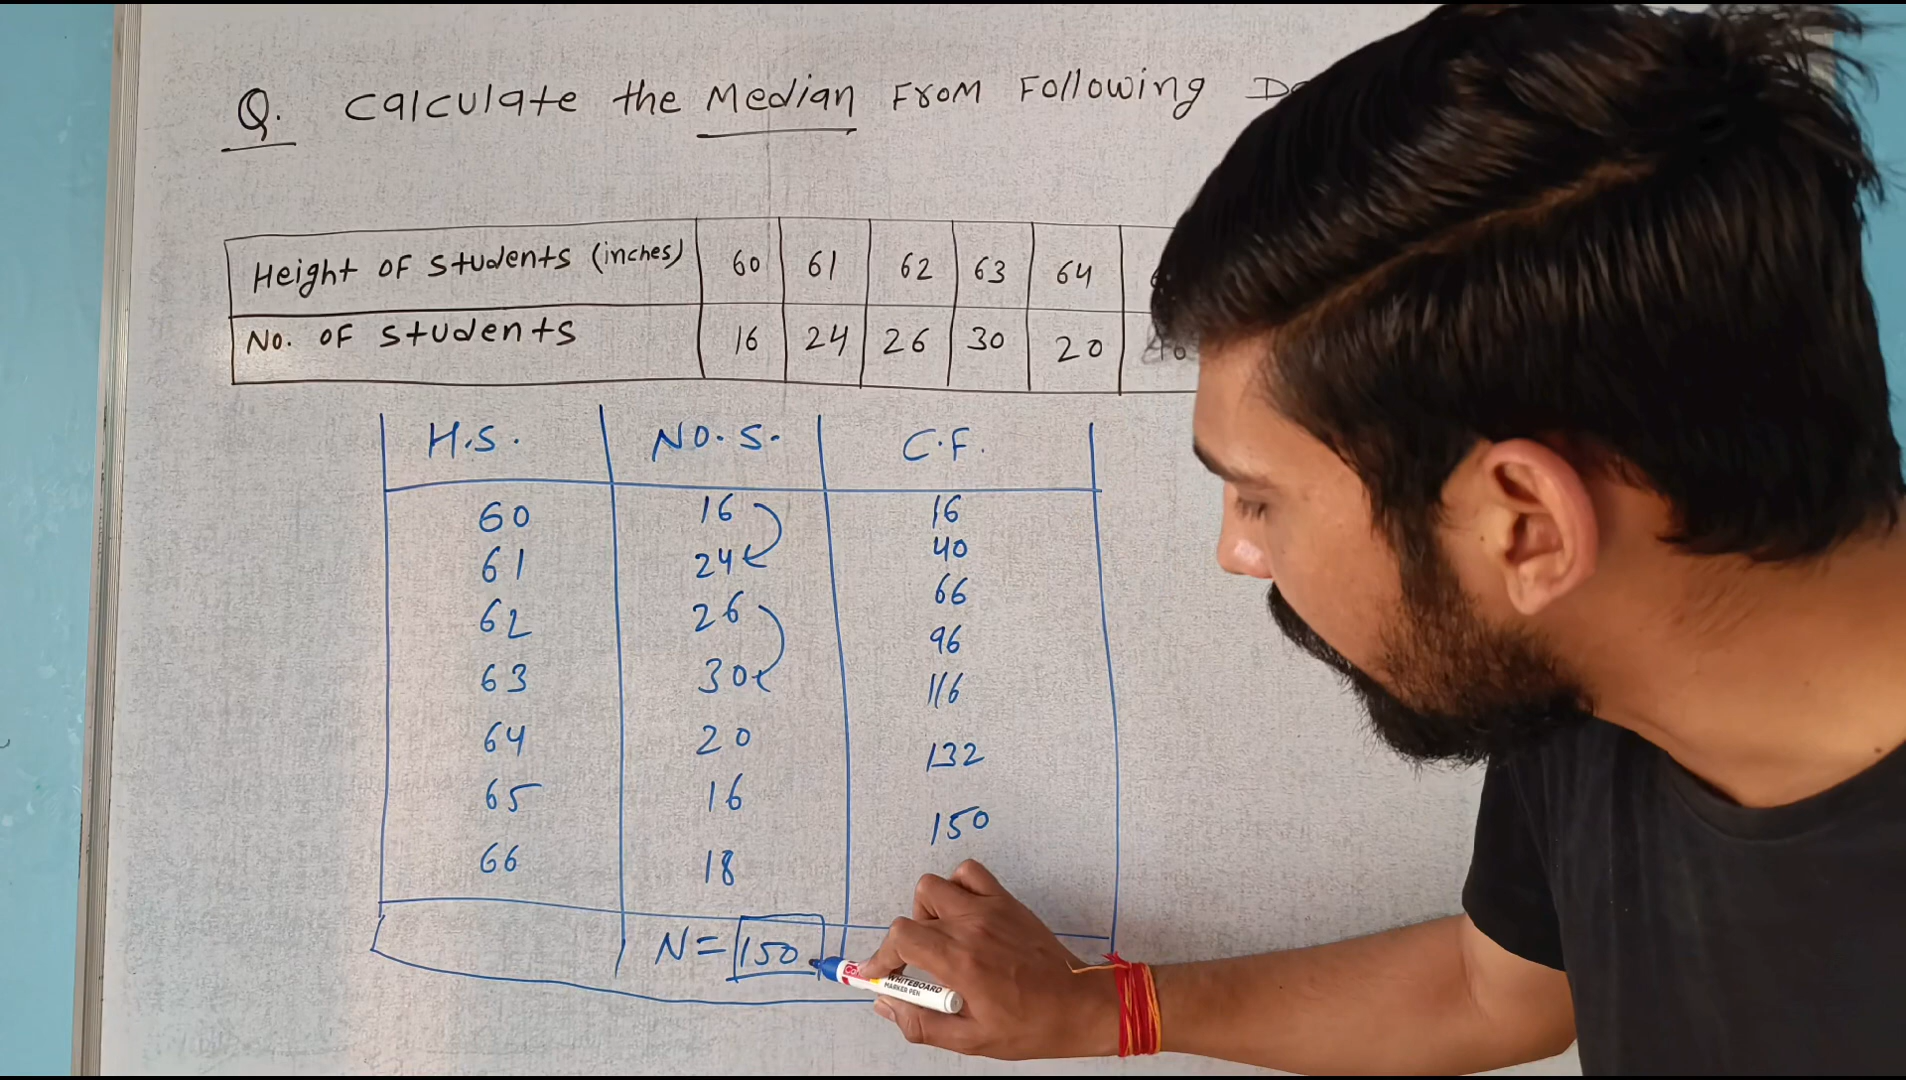 Q. Calculate the Median From Following
Height of students (inches) 60 61 62 63 64
No. of students 16 24 26 30 20
H.S. No. S. C.F.
60 16 16
61 24 40
62 26 66
63 30 96
64 20 116
65 16 132
66 18 150
N = 150
WHITEBOARD
MARKER PEN